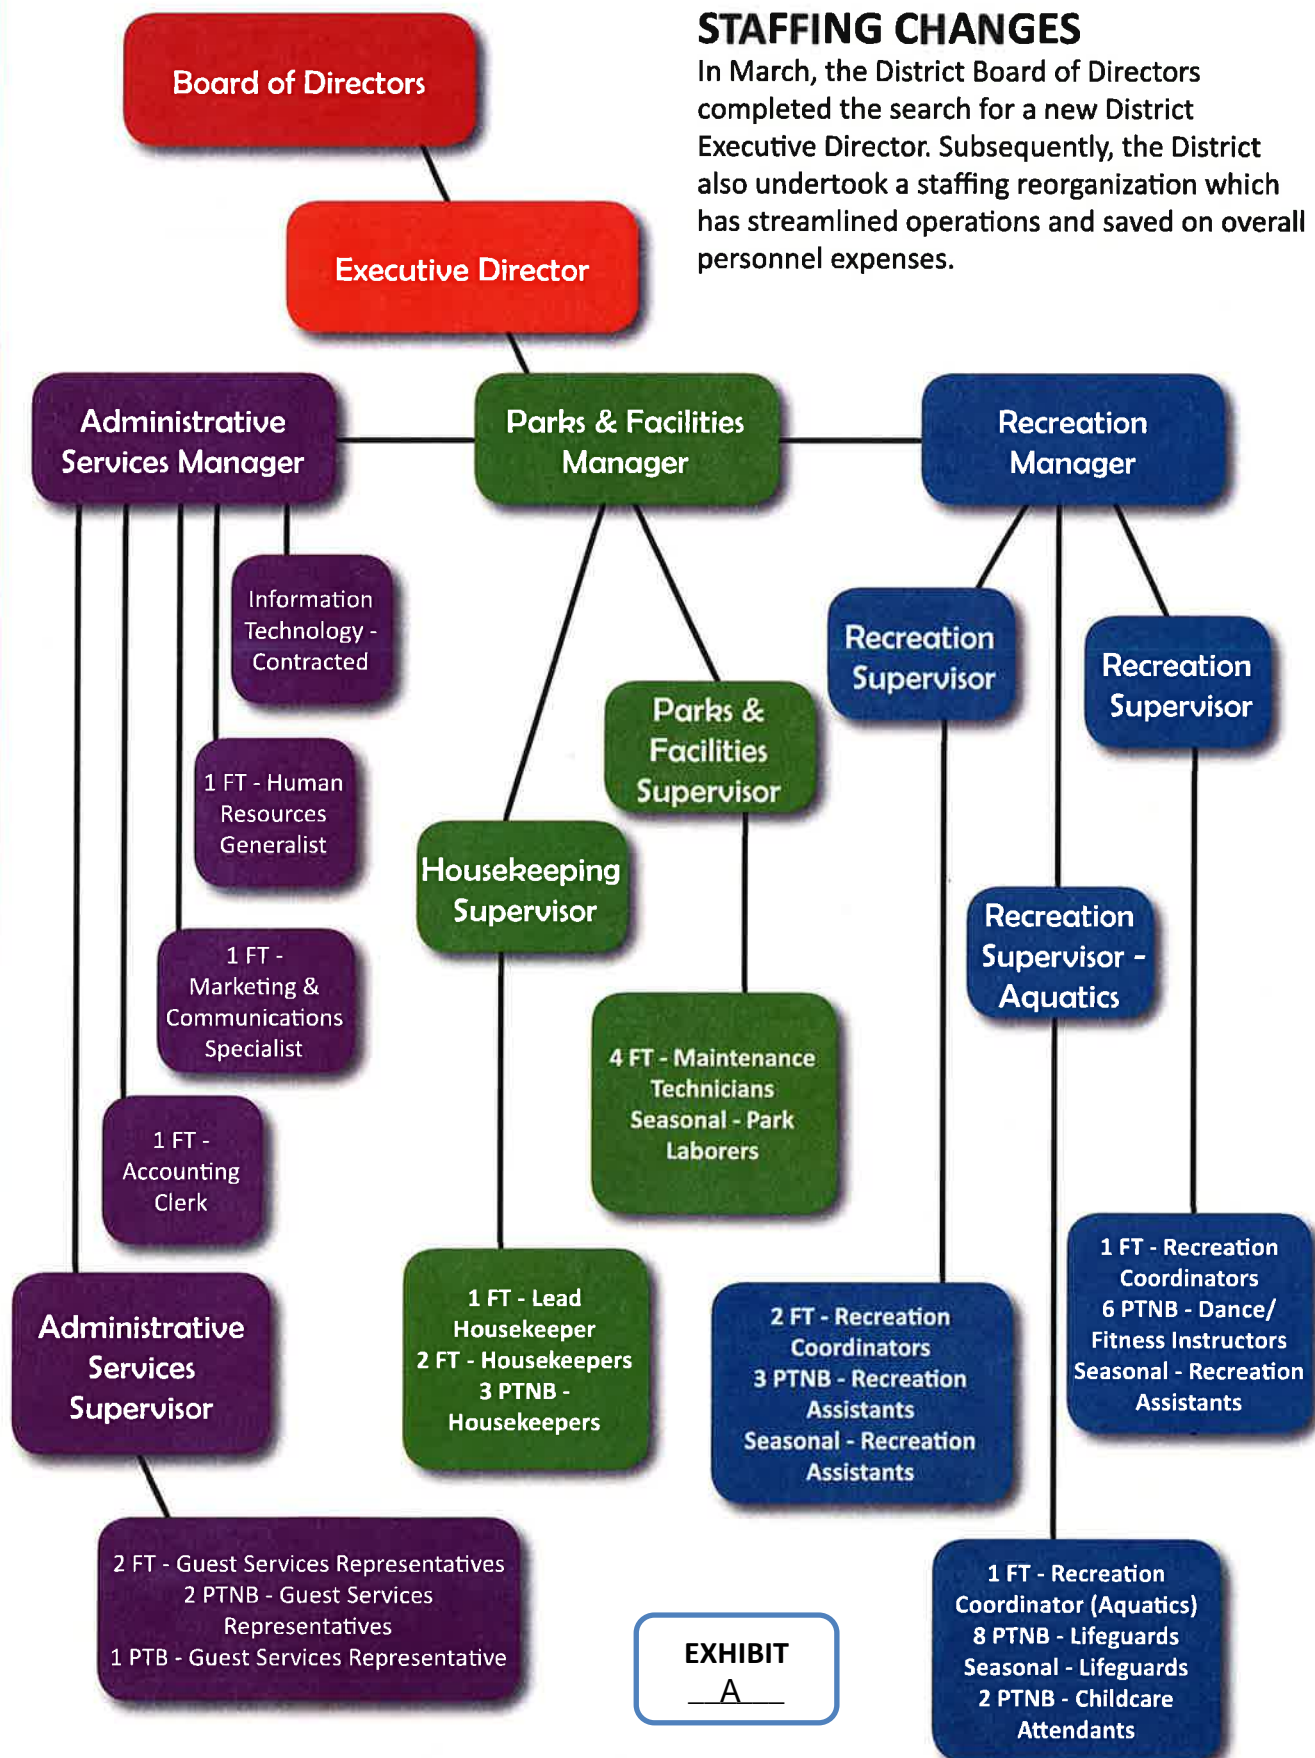 STAFFING CHANGES
In March, the District Board of Directors
completed the search for a new District
Executive Director. Subsequently, the District
also undertook a staffing reorganization which
has streamlined operations and saved on overall
personnel expenses.
Board of Directors
Executive Director
Administrative
Services Manager
Parks & Facilities
Manager
Recreation
Manager
Information
Technology -
Contracted
1 FT - Human
Resources
Generalist
1 FT -
Marketing &
Communications
Specialist
1 FT -
Accounting
Clerk
Administrative
Services
Supervisor
2 FT - Guest Services Representatives
2 PTNB - Guest Services
Representatives
1 PTB - Guest Services Representative
Housekeeping
Supervisor
1 FT - Lead
Housekeeper
2 FT - Housekeepers
3 PTNB -
Housekeepers
Parks &
Facilities
Supervisor
4 FT - Maintenance
Technicians
Seasonal - Park
Laborers
Recreation
Supervisor
2 FT - Recreation
Coordinators
3 PTNB - Recreation
Assistants
Seasonal - Recreation
Assistants
Recreation
Supervisor -
Aquatics
1 FT - Recreation
Coordinator (Aquatics)
8 PTNB - Lifeguards
Seasonal - Lifeguards
2 PTNB - Childcare
Attendants
Recreation
Supervisor
1 FT - Recreation
Coordinators
6 PTNB - Dance/
Fitness Instructors
Seasonal - Recreation
Assistants
EXHIBIT
__A___